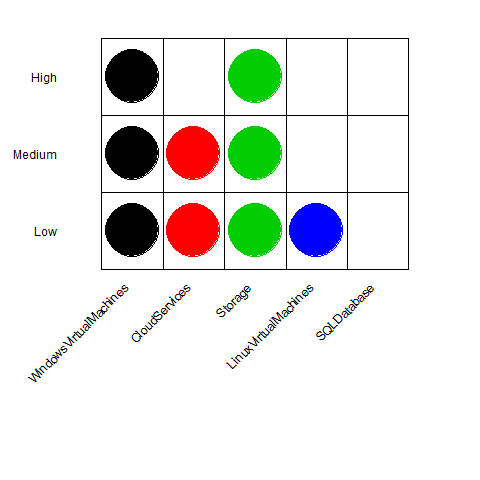 High
Medium
Low
WindowsVirtualMachines
CloudServices
Storage
LinuxVirtualMachines
SQLDatabase